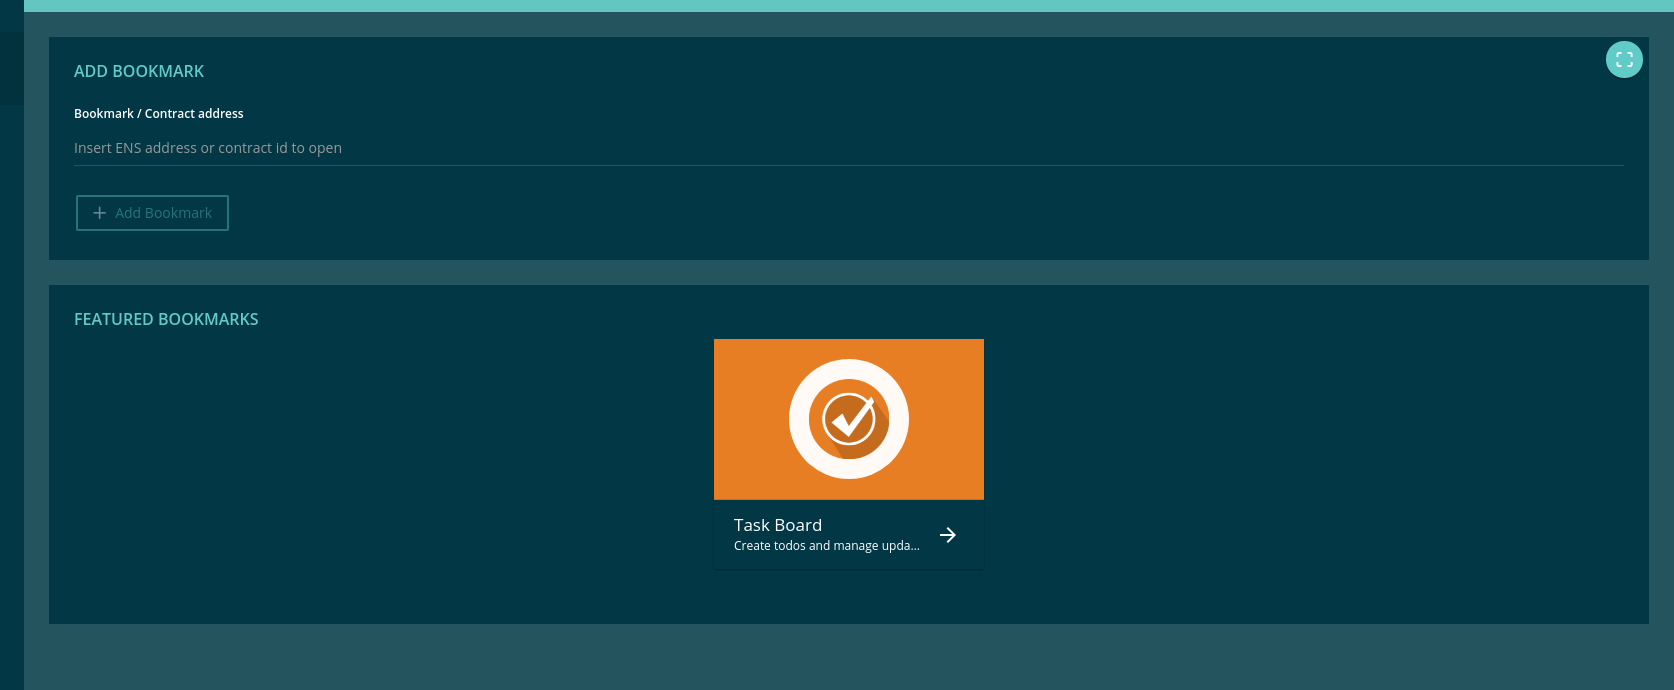 ADD BOOKMARK
Bookmark / Contract address
Insert ENS address or contract id to open
Add Bookmark
FEATURED BOOKMARKS
Task Board
Create todos and manage upda...